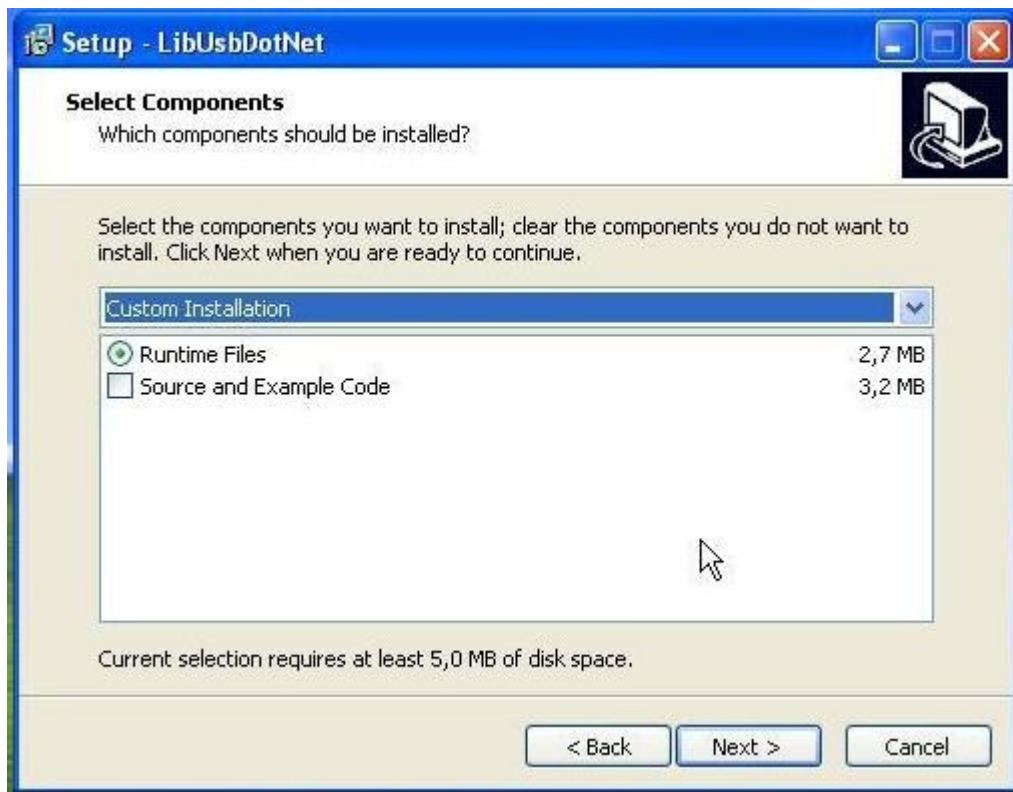 Setup - LibUsbDotNet
Select Components
Which components should be installed?
Select the components you want to install; clear the components you do not want to
install. Click Next when you are ready to continue.
Custom Installation
Runtime Files 2,7 MB
Source and Example Code 3,2 MB
Current selection requires at least 5,0 MB of disk space.
< Back Next > Cancel